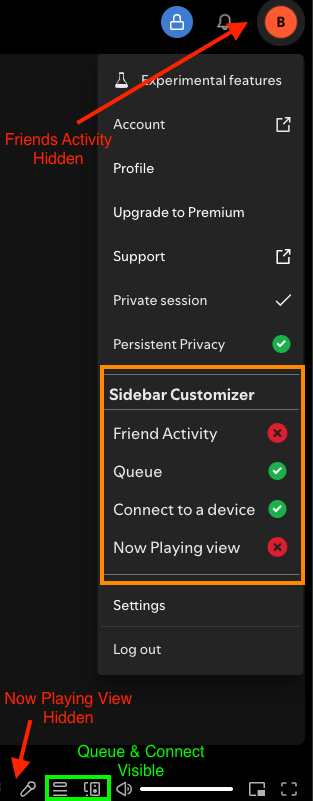 B
Experimental features
Friends Activity
Hidden
Account
Profile
Upgrade to Premium
Support
Private session
Persistent Privacy
Sidebar Customizer
Friend Activity
Queue
Connect to a device
Now Playing view
Settings
Log out
Now Playing View
Hidden
Queue & Connect
Visible